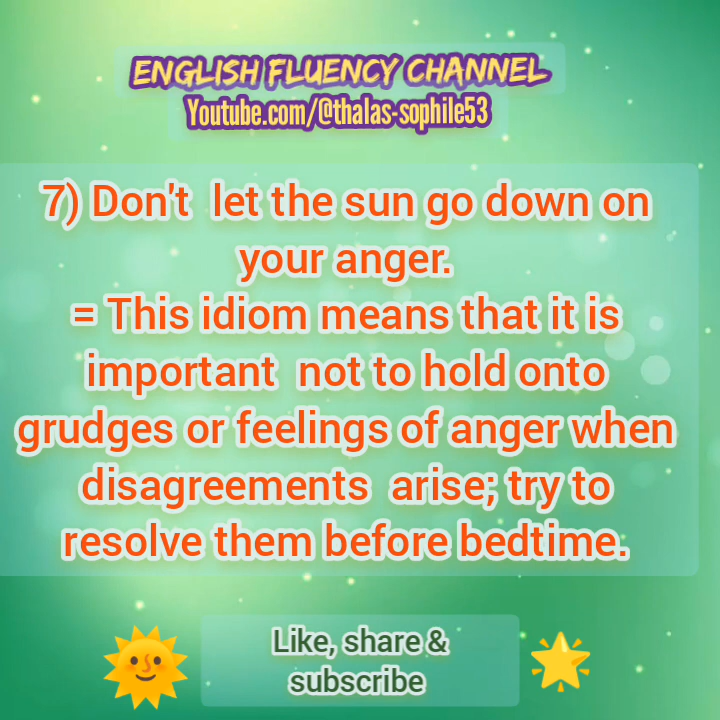 ENGLISH FLUENCY CHANNEL
Youtube.com/@thalas-sophile53
7) Don't let the sun go down on
your anger.
= This idiom means that it is
important not to hold onto
grudges or feelings of anger when
disagreements arise; try to
resolve them before bedtime.
Like, share &
subscribe